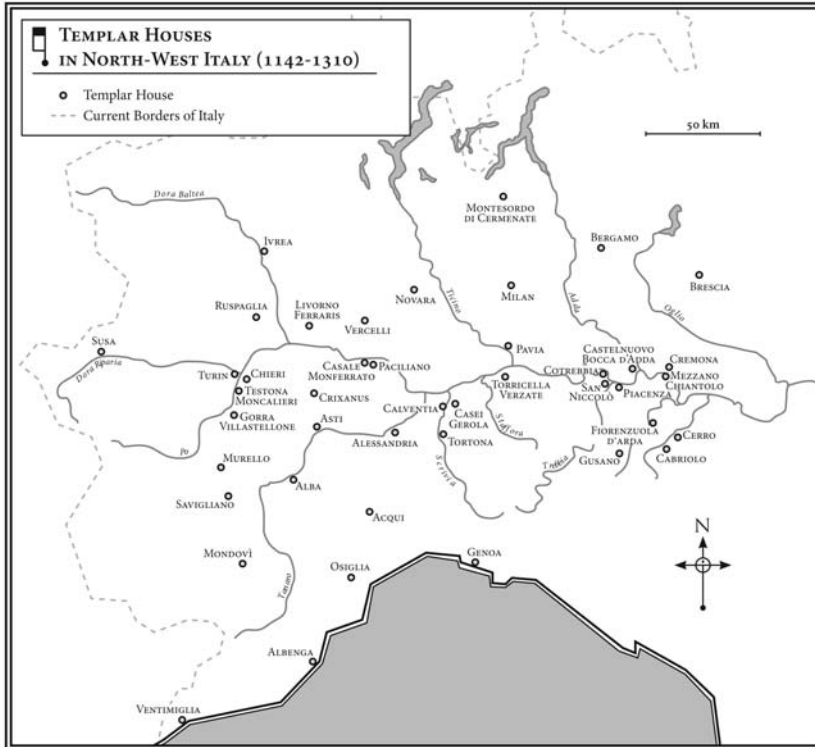 TEMPLAR HOUSES
IN NORTH-WEST ITALY (1142-1310)
Templar House
Current Borders of Italy
50 km
Dora Baltea
MONTESORDO
DI CERMENATE
BERGAMO
IVREA
BRESCIA
NOVARA
MILAN
Ticino
Adda
Oglio
RUSPAGLIA
LIVORNO
FERRARIS
VERCELLI
SUSA
Dora Riparia
PAVIA
CASTELNUOVO
BOCCA D'ADDA
CREMONA
TURIN
CHIERI
CASALE
MONFERRATO
PACILIANO
COTREBBIA
MEZZANO
CHIANTOLO
TESTONA
MONCALIERI
CRIXANUS
TORRICELLA
VERZATE
SAN
NICCOLÒ
PIACENZA
CALVENTIA
CASEI
GEROLA
GORRA
VILLASTELLONE
ASTI
ALESSANDRIA
TORTONA
Staffora
FIORENZUOLA
D'ARDA
CERRO
Po
GUSANO
CABRIOLO
MURELLO
Scrivia
Trebbia
ALBA
SAVIGLIANO
ACQUI
N
MONDOVÌ
OSIGLIA
GENOA
Tanaro
ALBENGA
VENTIMIGLIA